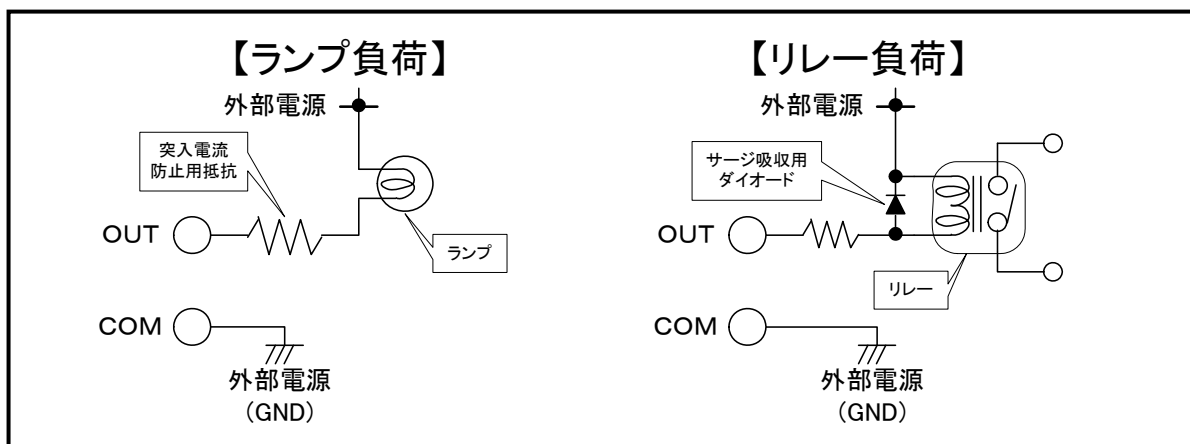 【ランプ負荷】
外部電源
突入電流
防止用抵抗
OUT
ランプ
COM
外部電源
(GND)
【リレー負荷】
外部電源
サージ吸収用
ダイオード
OUT
リレー
COM
外部電源
(GND)